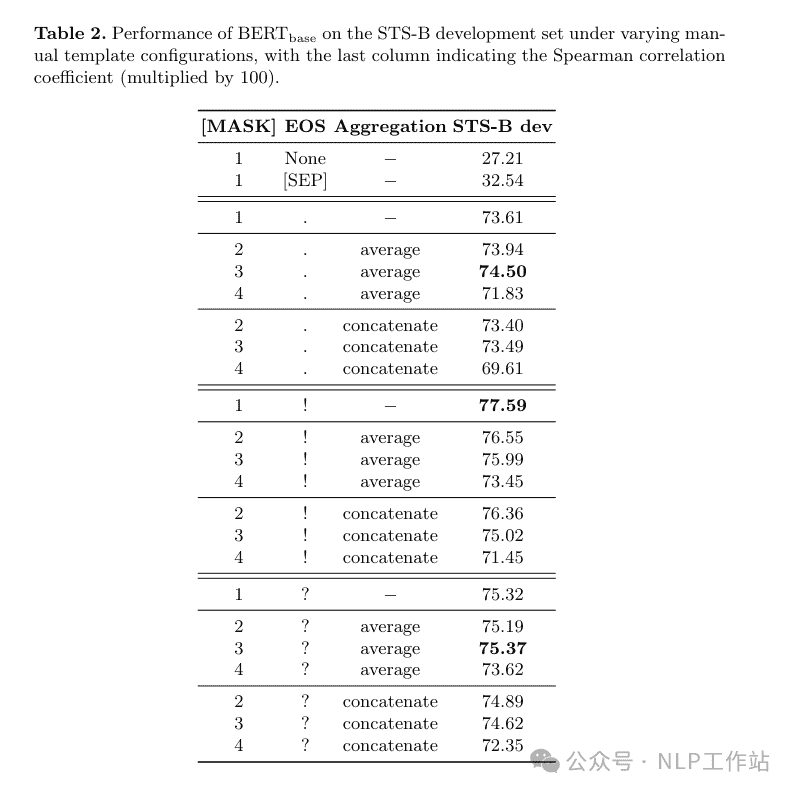 Table 2. Performance of BERTbase on the STS-B development set under varying man-
ual template configurations, with the last column indicating the Spearman correlation
coefficient (multiplied by 100).
[MASK] EOS Aggregation STS-B dev
1 None − 27.21
1 [SEP] − 32.54
1 . − 73.61
2 . average 73.94
3 . average 74.50
4 . average 71.83
2 . concatenate 73.40
3 . concatenate 73.49
4 . concatenate 69.61
1 ! − 77.59
2 ! average 76.55
3 ! average 75.99
4 ! average 73.45
2 ! concatenate 76.36
3 ! concatenate 75.02
4 ! concatenate 71.45
1 ? − 75.32
2 ? average 75.19
3 ? average 75.37
4 ? average 73.62
2 ? concatenate 74.89
3 ? concatenate 74.62
4 ? concatenate 72.35
公众号 · NLP工作站